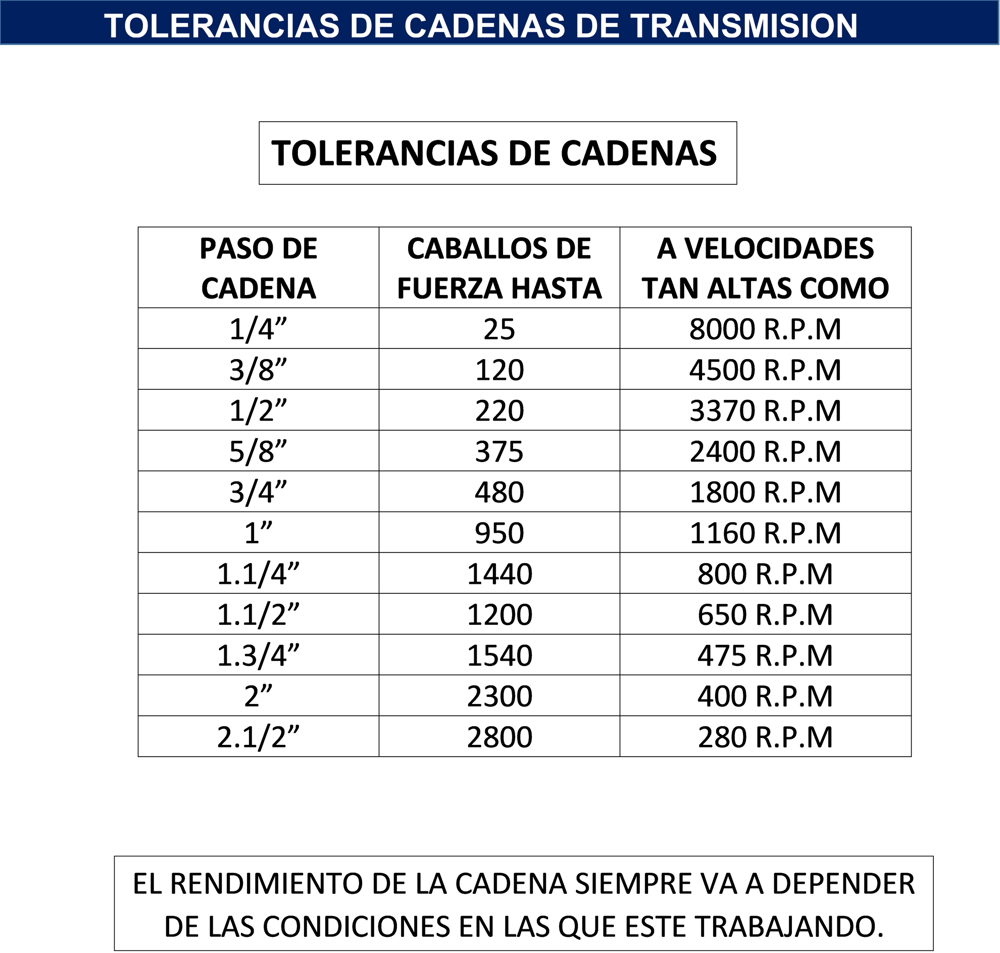 TOLERANCIAS DE CADENAS DE TRANSMISION
TOLERANCIAS DE CADENAS
PASO DE CADENA CABALLOS DE FUERZA HASTA A VELOCIDADES TAN ALTAS COMO
1/4” 25 8000 R.P.M
3/8” 120 4500 R.P.M
1/2” 220 3370 R.P.M
5/8” 375 2400 R.P.M
3/4” 480 1800 R.P.M
1” 950 1160 R.P.M
1.1/4” 1440 800 R.P.M
1.1/2” 1200 650 R.P.M
1.3/4” 1540 475 R.P.M
2” 2300 400 R.P.M
2.1/2” 2800 280 R.P.M
EL RENDIMIENTO DE LA CADENA SIEMPRE VA A DEPENDER
DE LAS CONDICIONES EN LAS QUE ESTE TRABAJANDO.